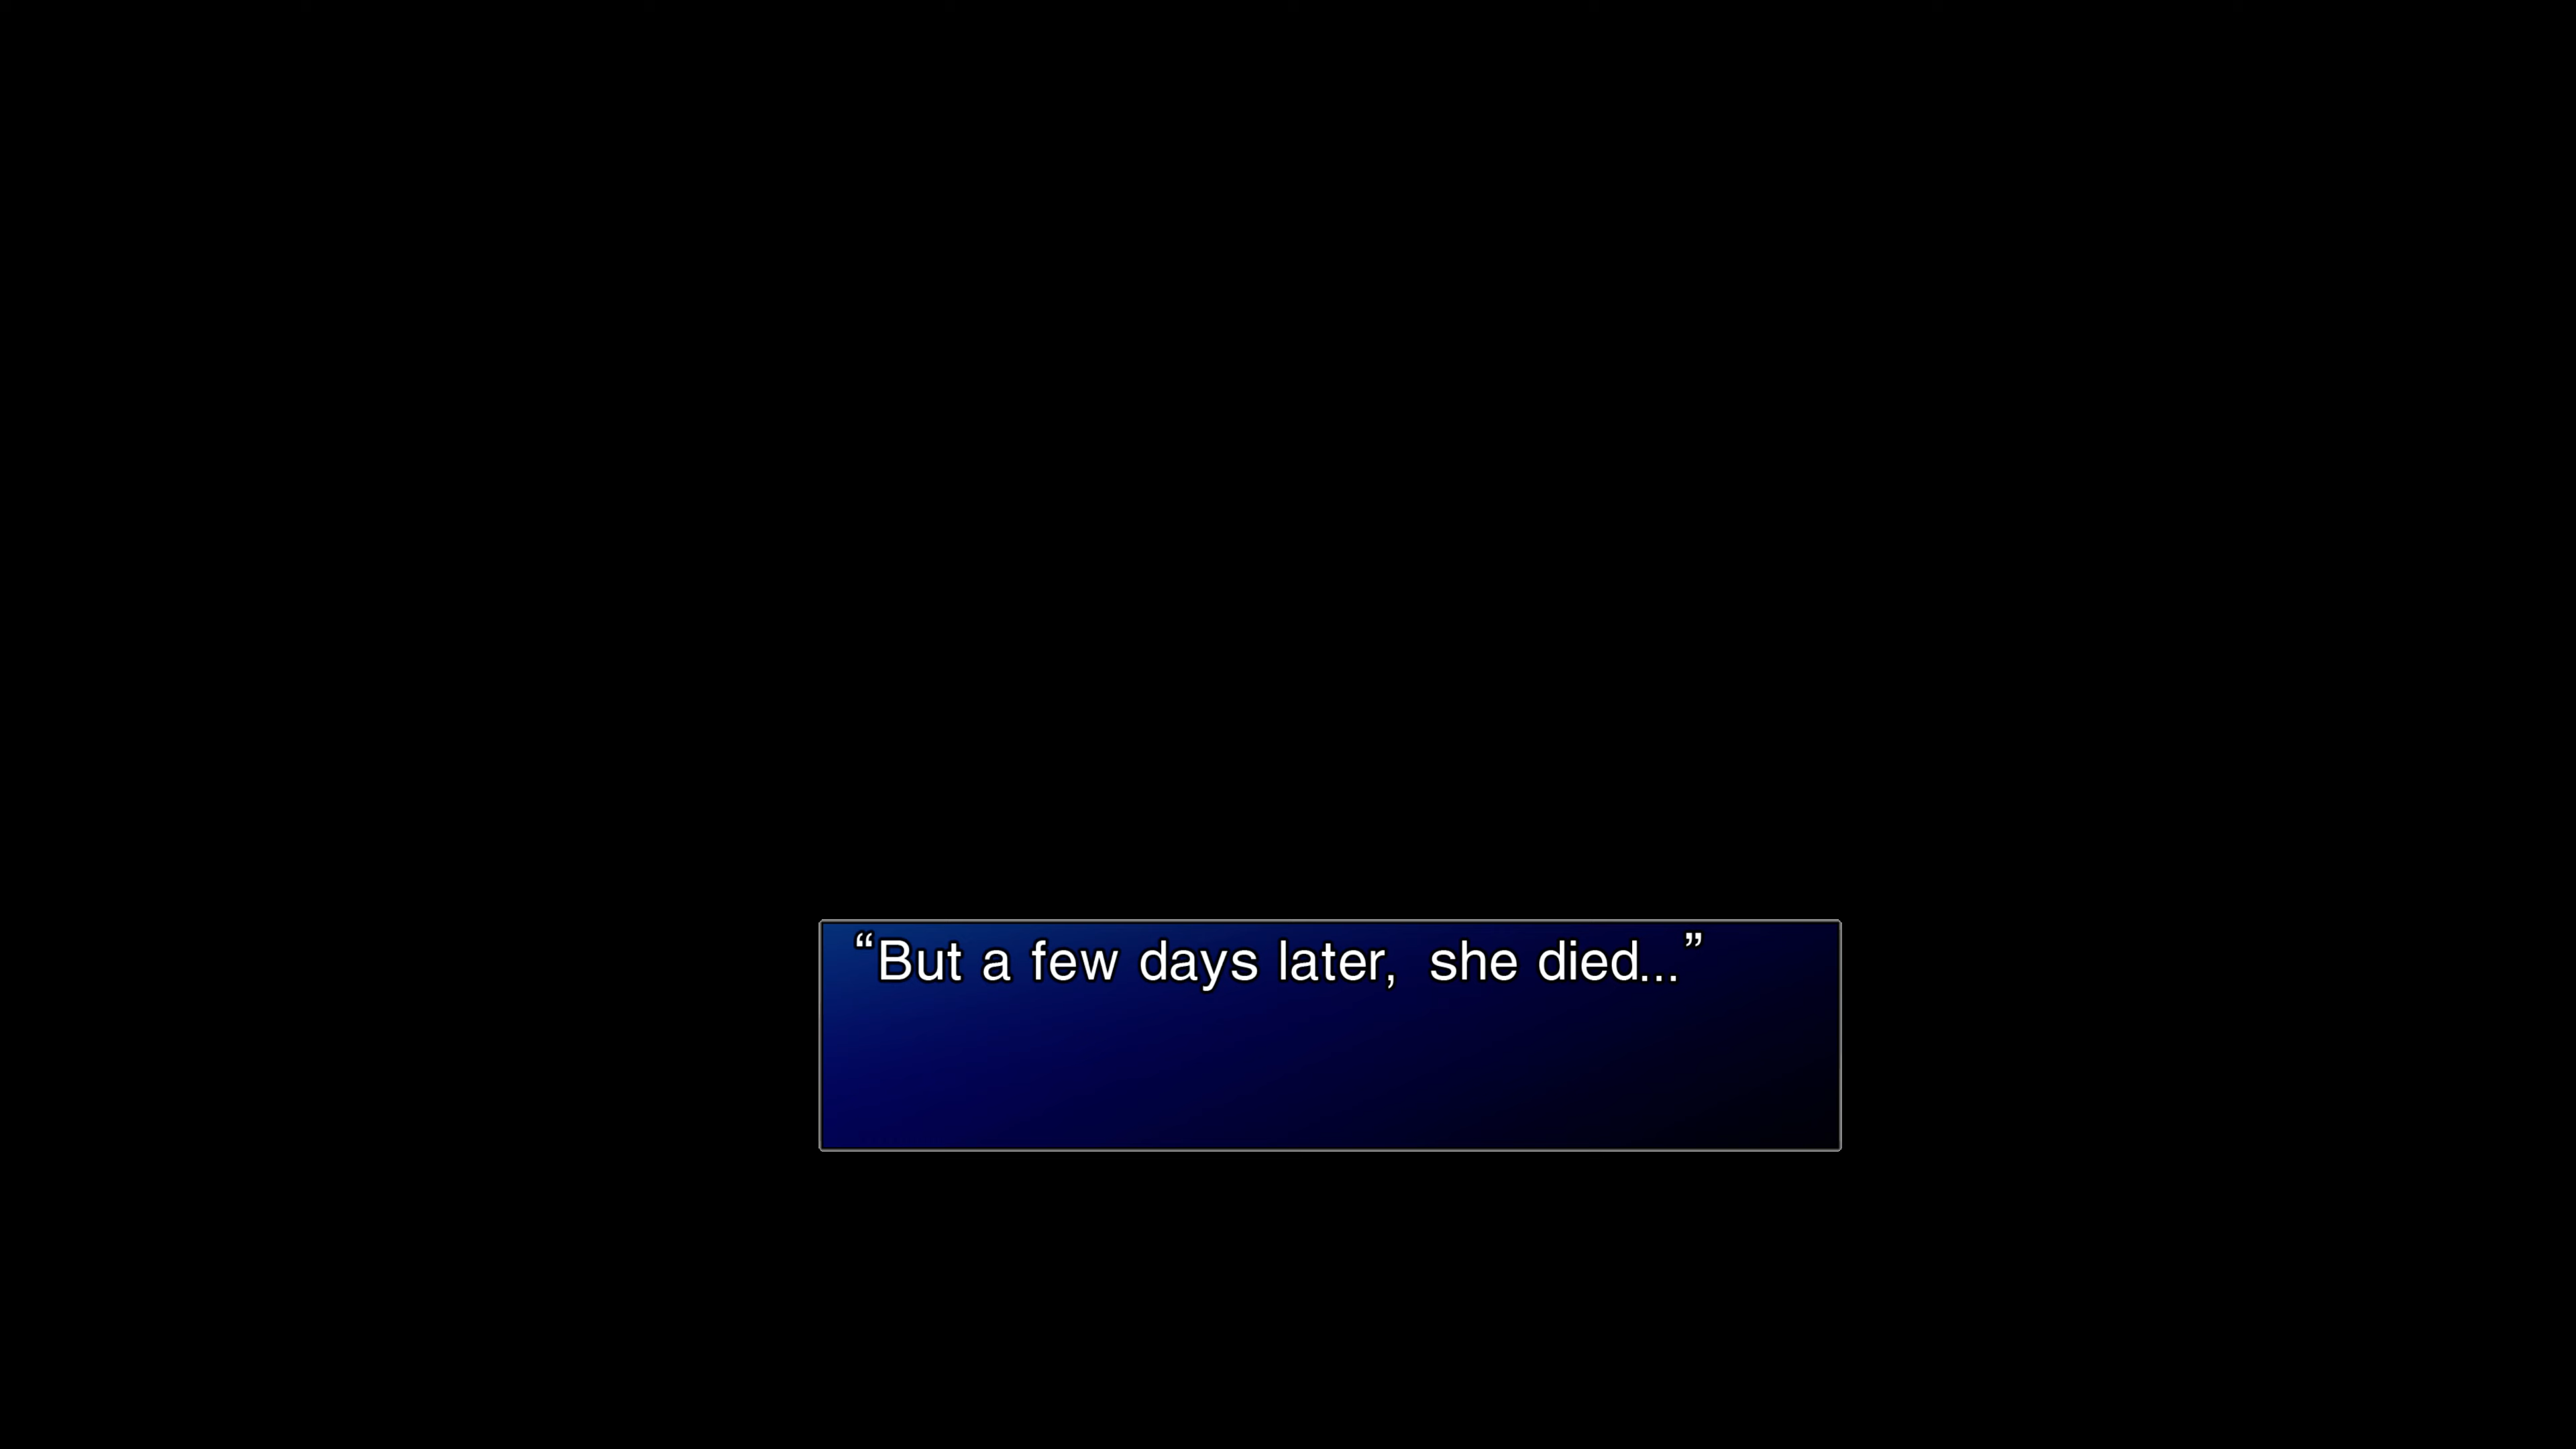 “But a few days later, she died...”